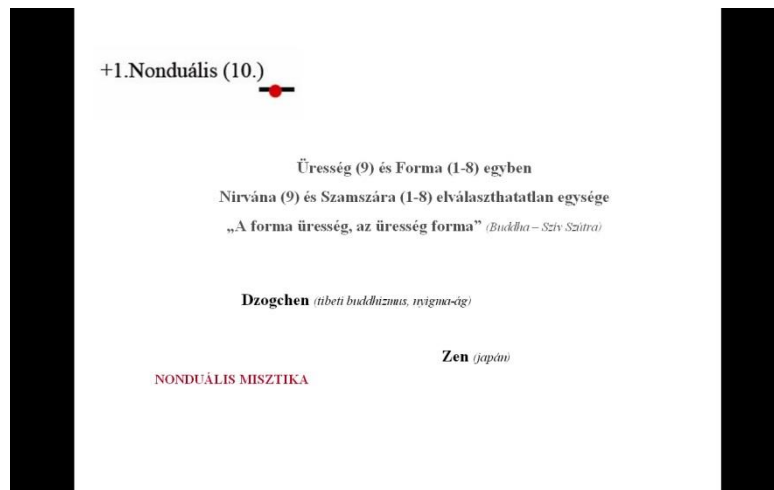 +1.Nonduális (10.)
Üresség (9) és Forma (1-8) egyben
Nirvána (9) és Szamszára (1-8) elválaszthatatlan egysége
„A forma üresség, az üresség forma” (Buddha – Szív Szútra)
Dzogchen (tibeti buddhizmus, nyigma-ág)
Zen (japán)
NONDUÁLIS MISZTIKA